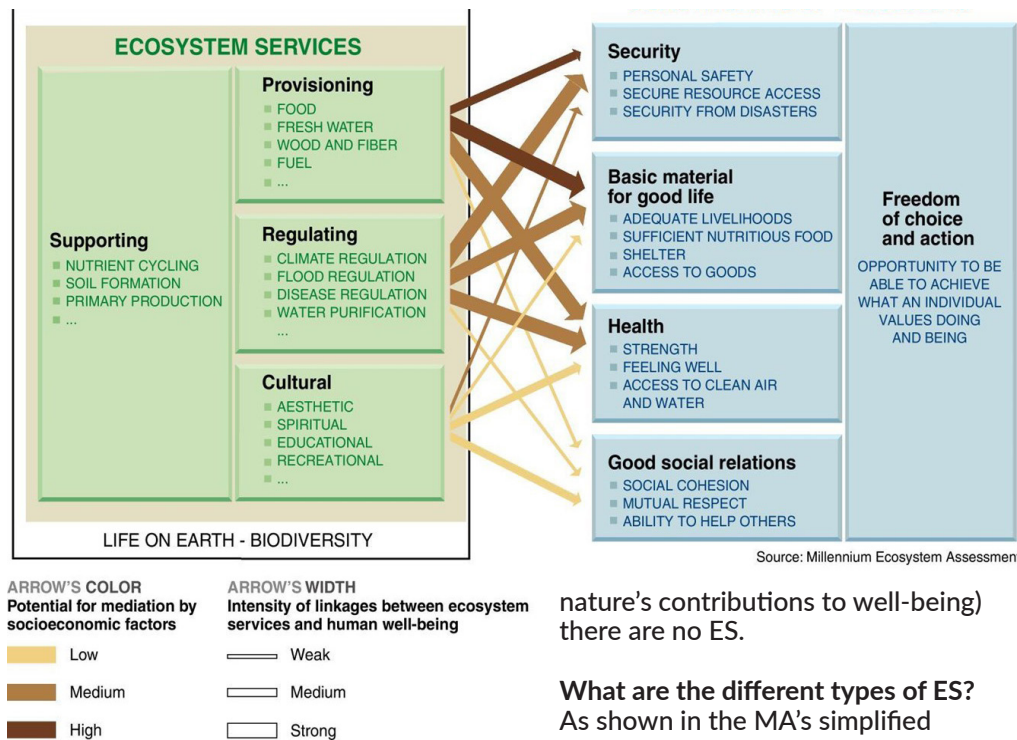 ECOSYSTEM SERVICES
Supporting
NUTRIENT CYCLING
SOIL FORMATION
PRIMARY PRODUCTION
...
Provisioning
FOOD
FRESH WATER
WOOD AND FIBER
FUEL
...
Regulating
CLIMATE REGULATION
FLOOD REGULATION
DISEASE REGULATION
WATER PURIFICATION
...
Cultural
AESTHETIC
SPIRITUAL
EDUCATIONAL
RECREATIONAL
...
LIFE ON EARTH - BIODIVERSITY
Security
PERSONAL SAFETY
SECURE RESOURCE ACCESS
SECURITY FROM DISASTERS
Basic material
for good life
ADEQUATE LIVELIHOODS
SUFFICIENT NUTRITIOUS FOOD
SHELTER
ACCESS TO GOODS
Health
STRENGTH
FEELING WELL
ACCESS TO CLEAN AIR
AND WATER
Good social relations
SOCIAL COHESION
MUTUAL RESPECT
ABILITY TO HELP OTHERS
Freedom
of choice
and action
OPPORTUNITY TO BE
ABLE TO ACHIEVE
WHAT AN INDIVIDUAL
VALUES DOING
AND BEING
Source: Millennium Ecosystem Assessment
ARROW'S COLOR
Potential for mediation by
socioeconomic factors
Low
Medium
High
ARROW'S WIDTH
Intensity of linkages between ecosystem
services and human well-being
Weak
Medium
Strong
nature's contributions to well-being)
there are no ES.
What are the different types of ES?
As shown in the MA's simplified